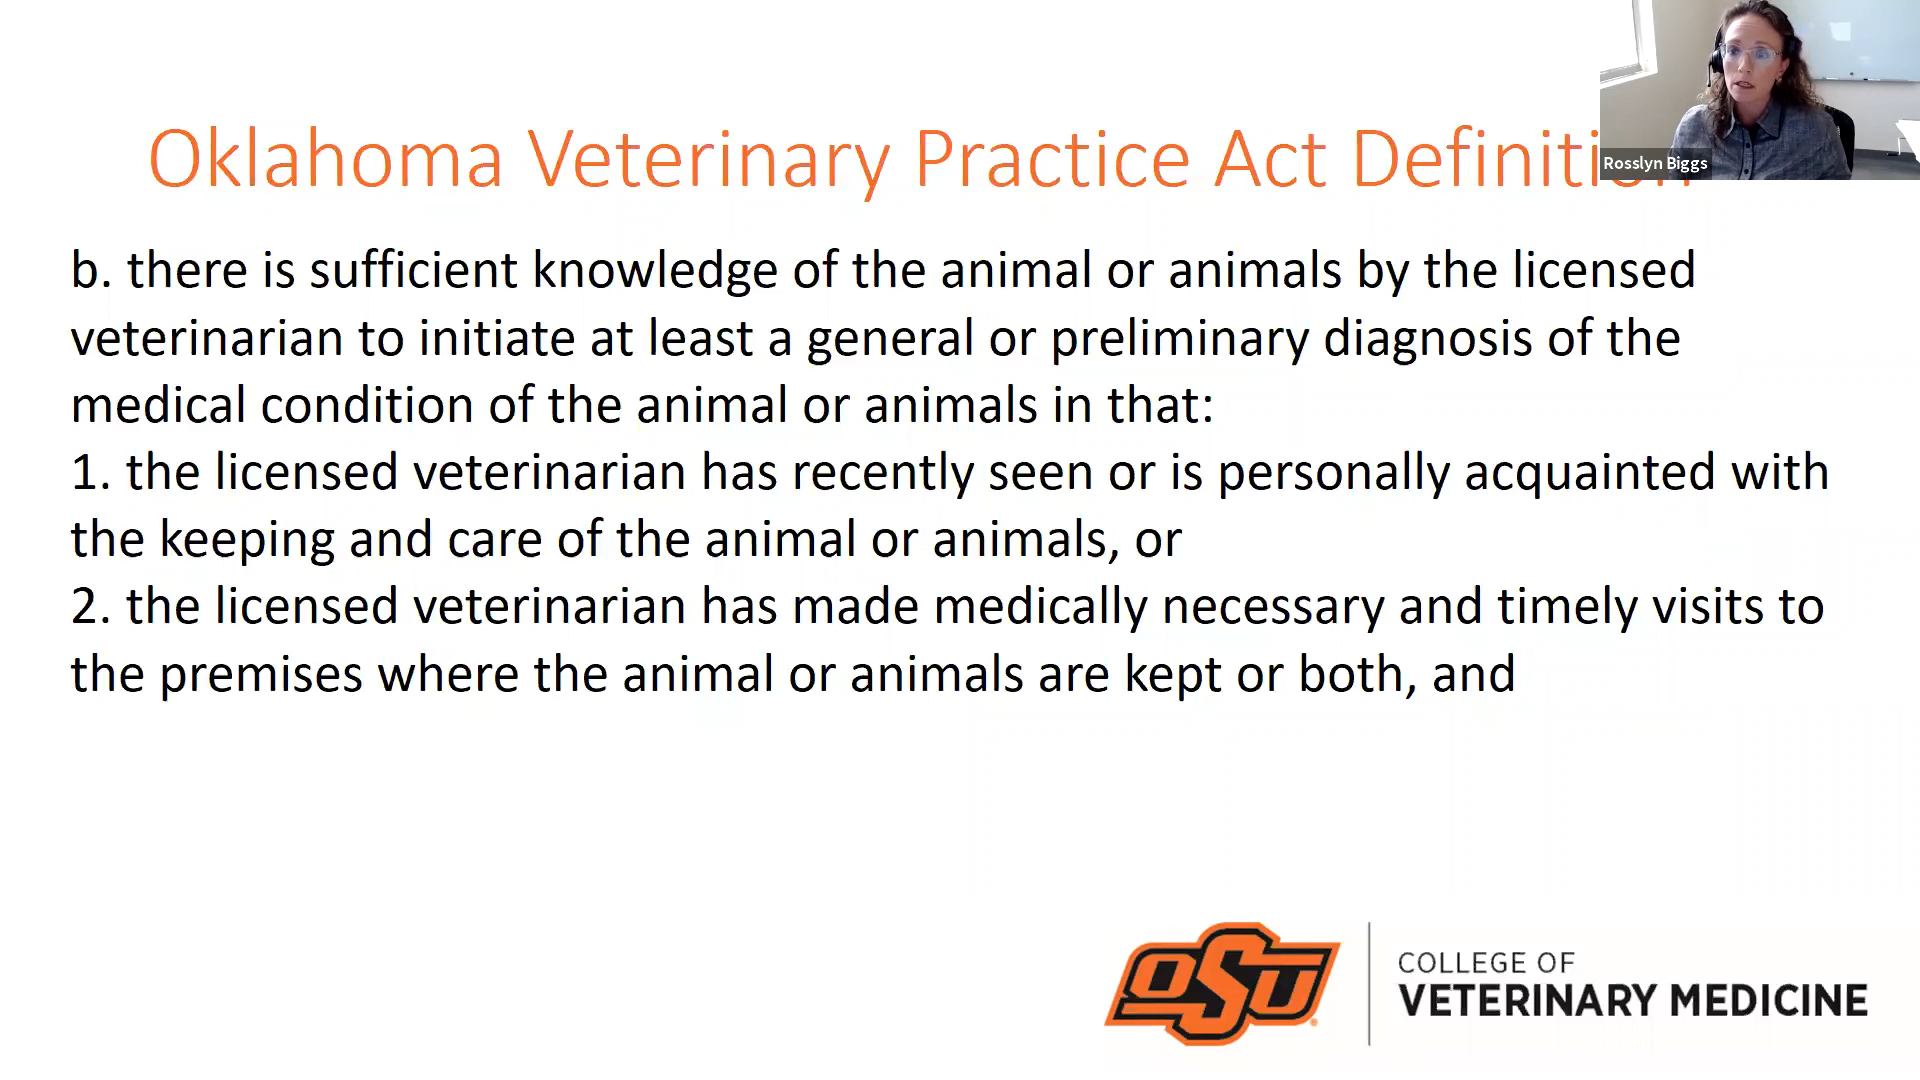 Oklahoma Veterinary Practice Act Definition
Rosslyn Biggs
b. there is sufficient knowledge of the animal or animals by the licensed
veterinarian to initiate at least a general or preliminary diagnosis of the
medical condition of the animal or animals in that:
1. the licensed veterinarian has recently seen or is personally acquainted with
the keeping and care of the animal or animals, or
2. the licensed veterinarian has made medically necessary and timely visits to
the premises where the animal or animals are kept or both, and
OSU
COLLEGE OF
VETERINARY MEDICINE